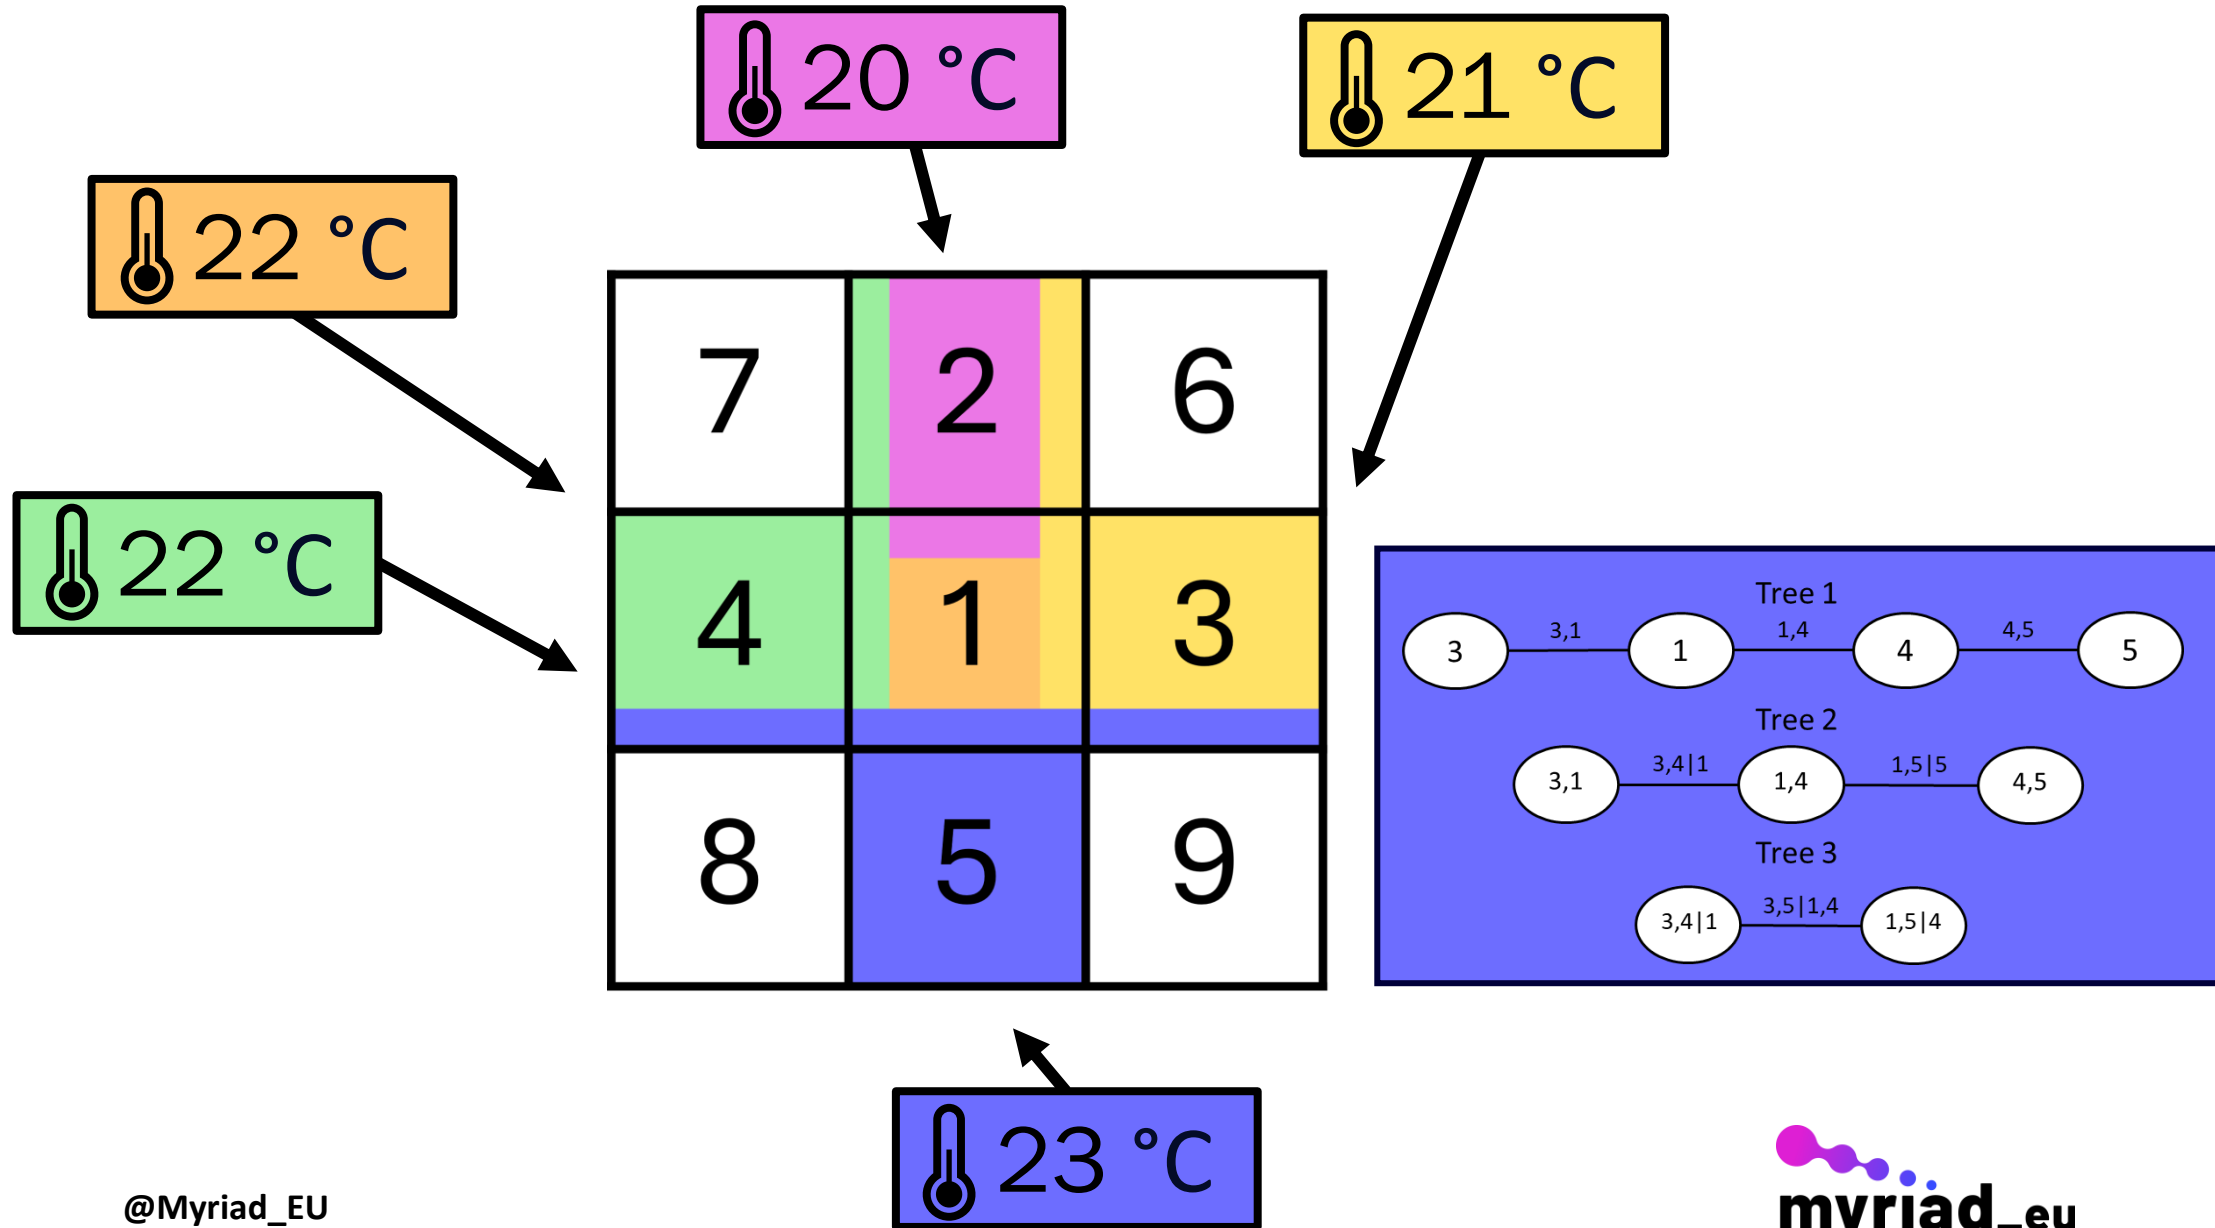 20 °C
21 °C
22 °C
22 °C
7 2 6
4 1 3
8 5 9
Tree 1
3 3,1 1 1,4 4 4,5 5
Tree 2
3,1 3,4|1 1,4 1,5|5 4,5
Tree 3
3,4|1 3,5|1,4 1,5|4
23 °C
@Myriad_EU
myriad_eu